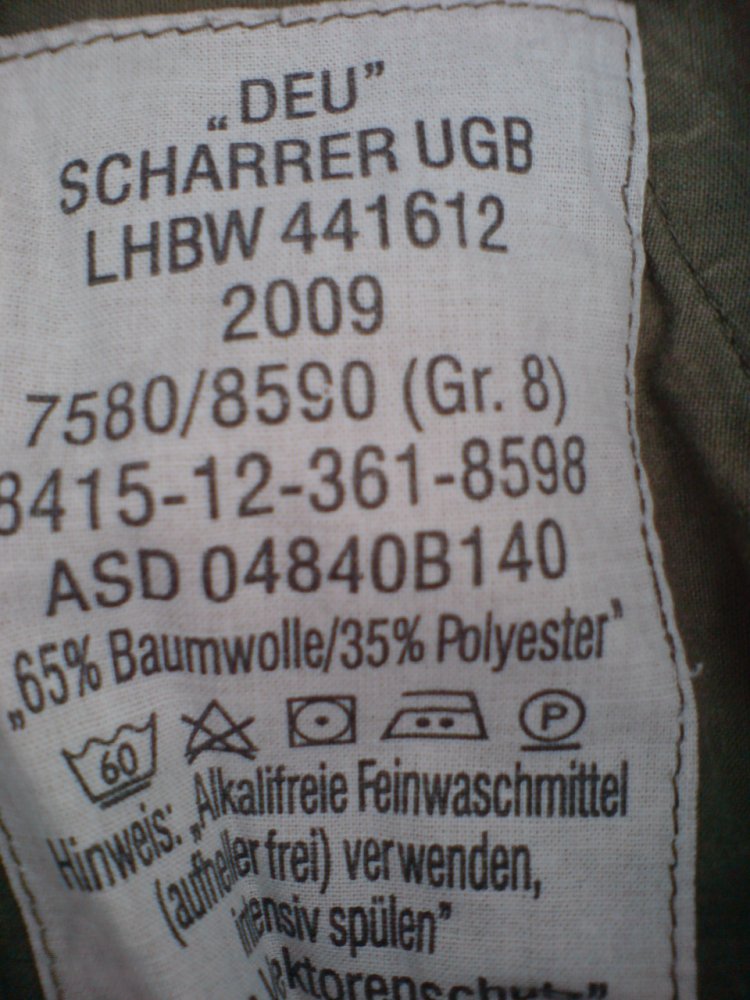 „DEU”
SCHARRER UGB
LHBW 441612
2009
7580/8590 (Gr. 8)
8415-12-361-8598
ASD 04840B140
„65% Baumwolle/35% Polyester”
60 P
Hinweis: „Alkalifreie Feinwaschmittel
(aufheller frei) verwenden,
intensiv spülen”